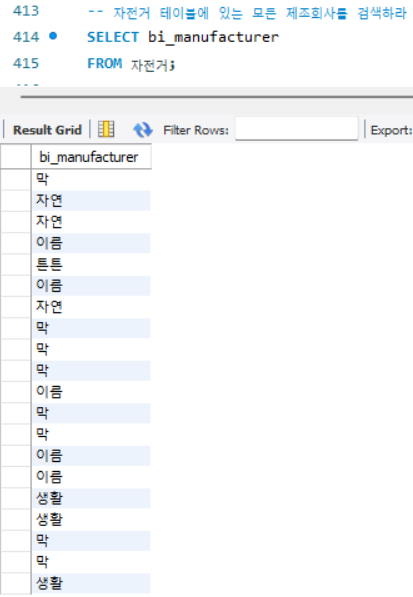 413 -- 자전거 테이블에 있는 모든 제조회사를 검색하라
414 SELECT bi_manufacturer
415 FROM 자전거;
Result Grid Filter Rows: Export:
bi_manufacturer
막
자연
자연
이름
튼튼
이름
자연
막
막
막
이름
막
막
이름
이름
생활
생활
막
막
생활